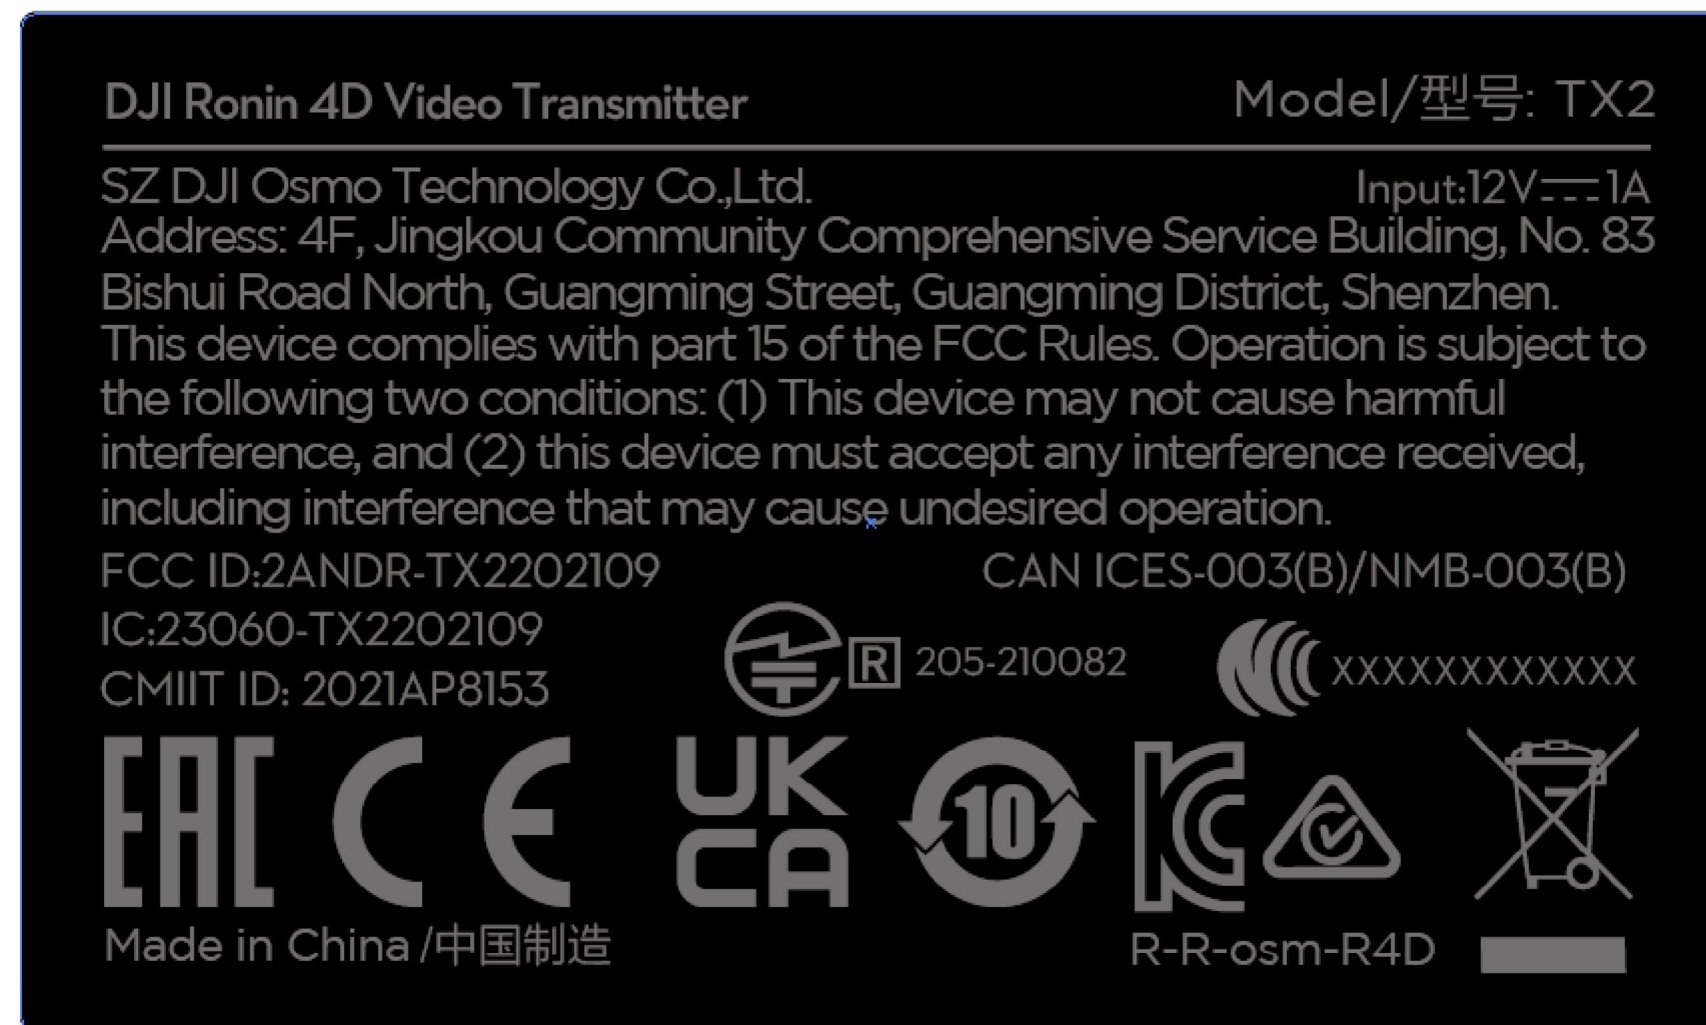 DJI Ronin 4D Video Transmitter
Model/型号: TX2
SZ DJI Osmo Technology Co.,Ltd.
Input:12V⎓1A
Address: 4F, Jingkou Community Comprehensive Service Building, No. 83
Bishui Road North, Guangming Street, Guangming District, Shenzhen.
This device complies with part 15 of the FCC Rules. Operation is subject to
the following two conditions: (1) This device may not cause harmful
interference, and (2) this device must accept any interference received,
including interference that may cause undesired operation.
FCC ID:2ANDR-TX2202109
CAN ICES-003(B)/NMB-003(B)
IC:23060-TX2202109
R 205-210082
XXXXXXXXXXXX
CMIIT ID: 2021AP8153
EAC CE UK CA 10 KC
Made in China /中国制造
R-R-osm-R4D